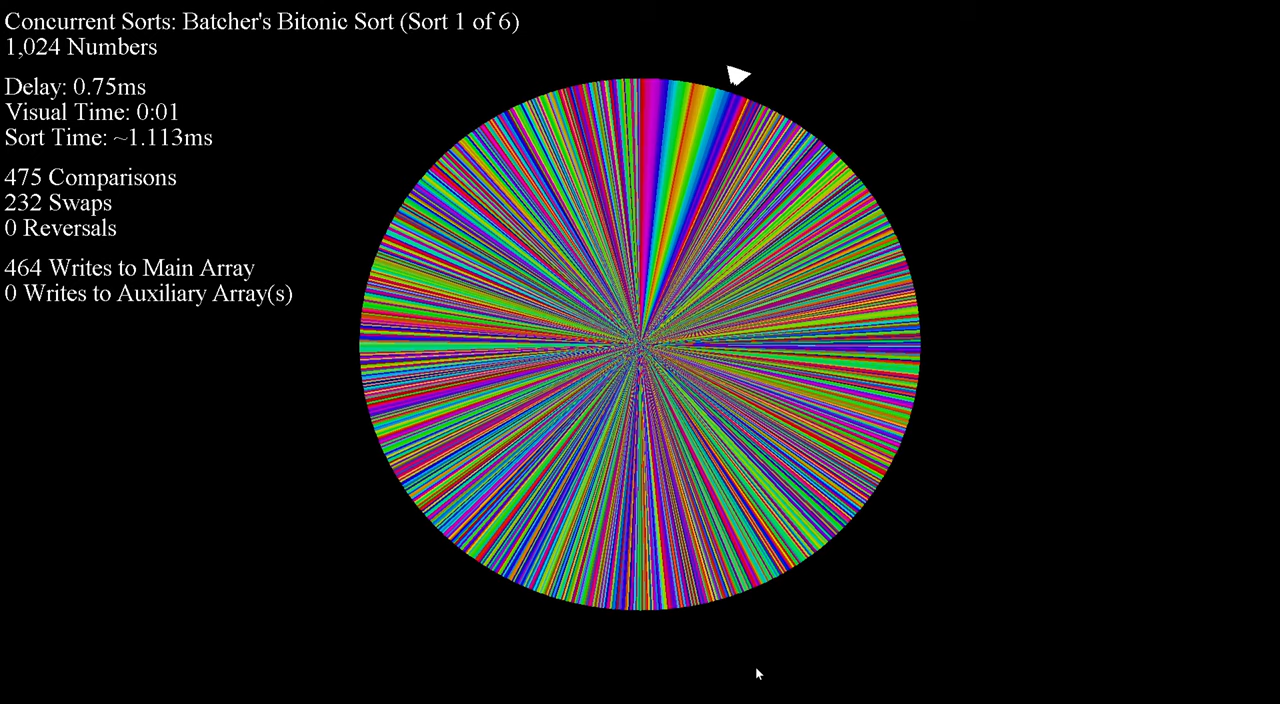 Concurrent Sorts: Batcher's Bitonic Sort (Sort 1 of 6)
1,024 Numbers
Delay: 0.75ms
Visual Time: 0:01
Sort Time: ~1.113ms
475 Comparisons
232 Swaps
0 Reversals
464 Writes to Main Array
0 Writes to Auxiliary Array(s)